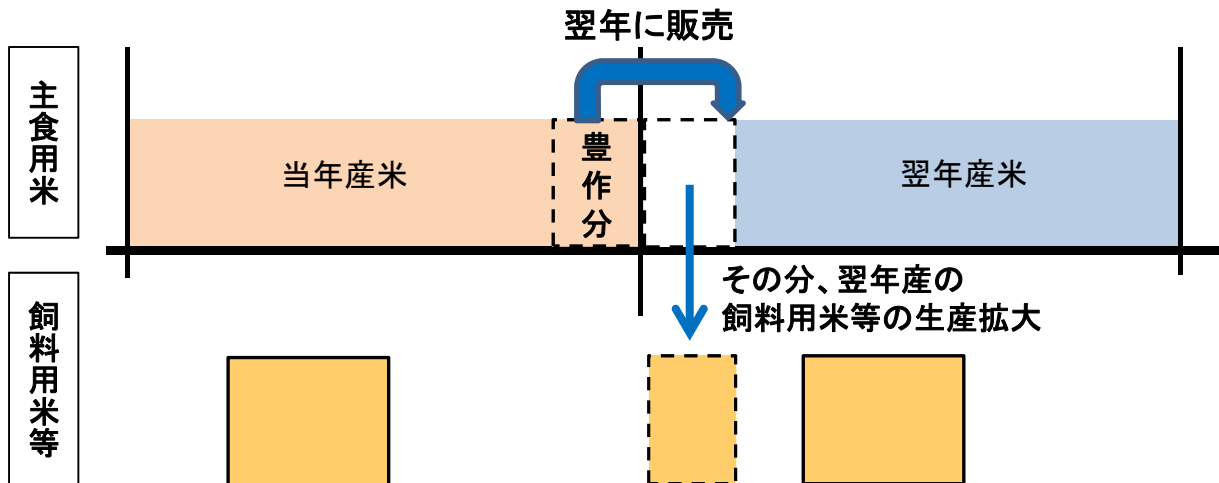 翌年に販売
主食用米
当年産米
豊作分
翌年産米
その分、翌年産の
飼料用米等の生産拡大
飼料用米等